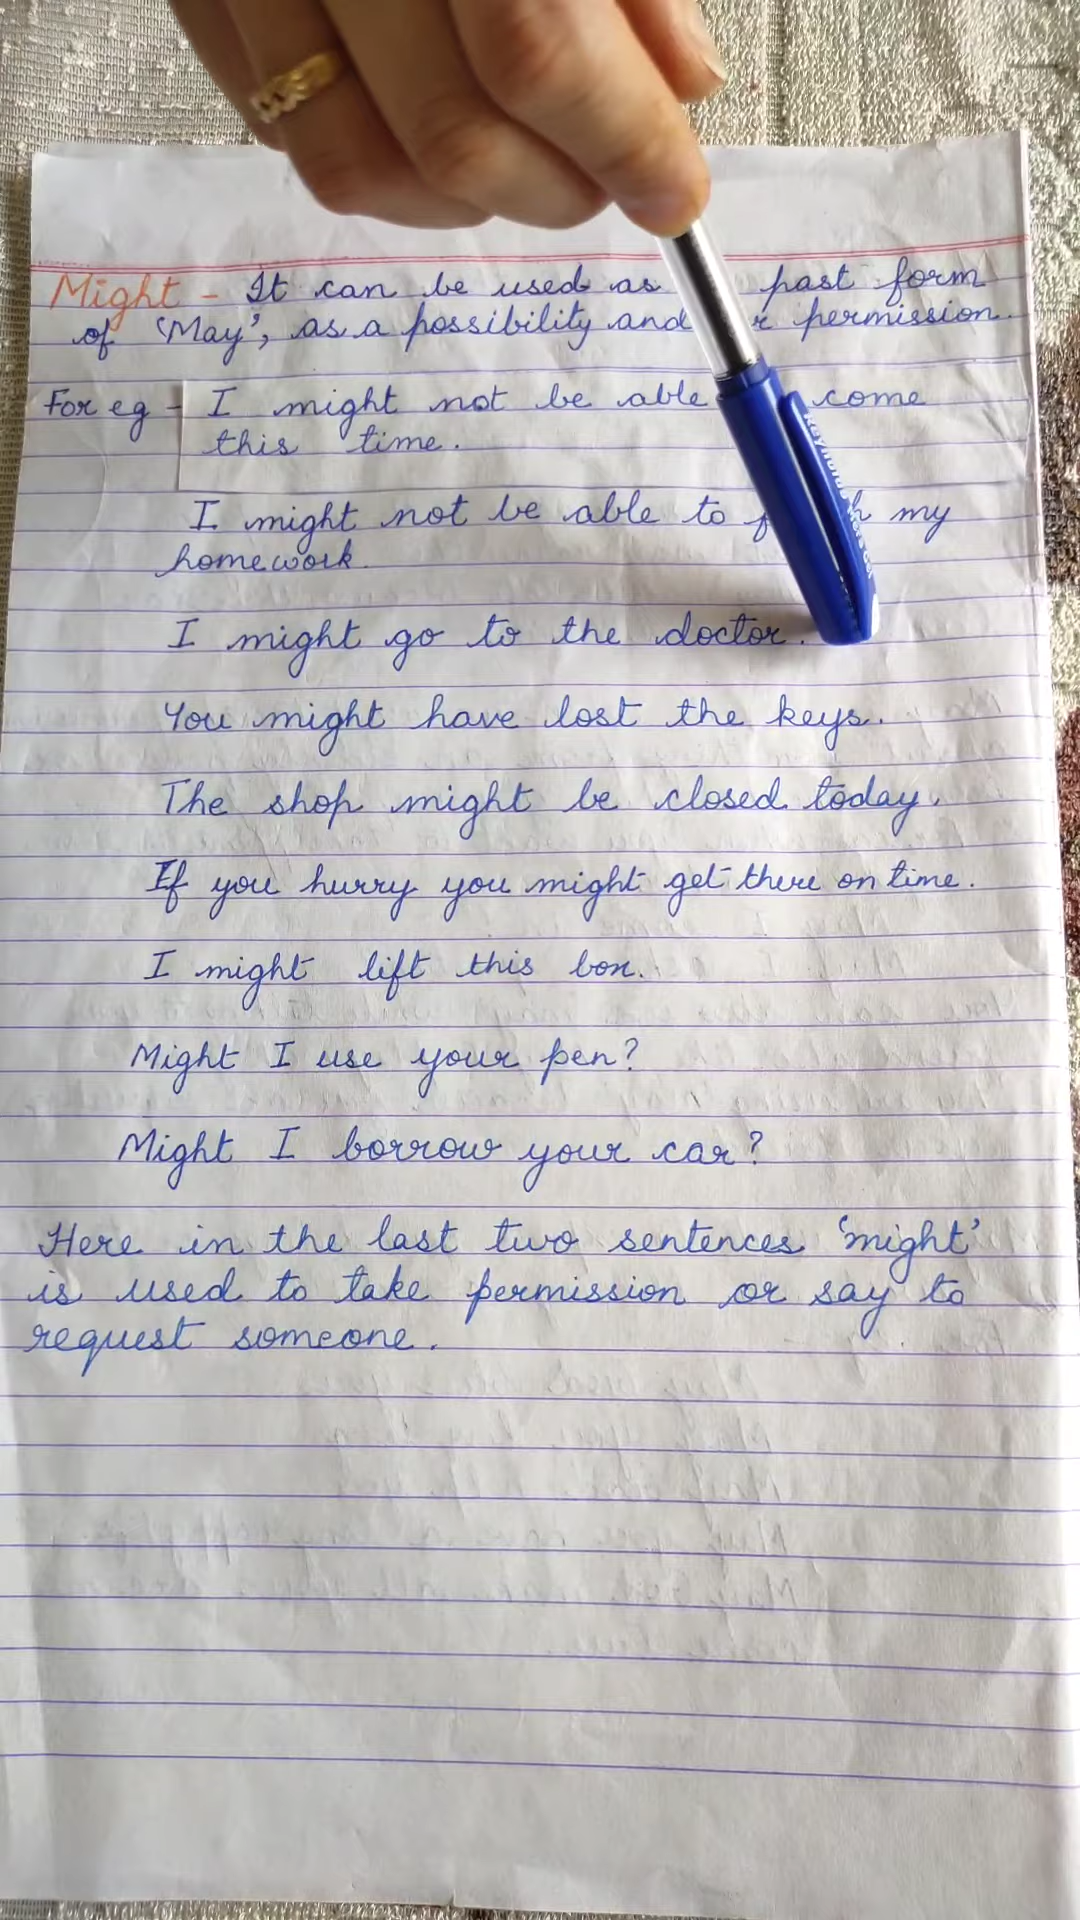 Might - It can be used as past form
of 'May', as a possibility and permission.
For eg - I might not be able come
this time.
I might not be able to my
homework.
I might go to the doctor.
You might have lost the keys.
The shop might be closed today.
If you hurry you might get there on time.
I might lift this box.
Might I use your pen?
Might I borrow your car?
Here in the last two sentences 'might'
is used to take permission or say to
request someone.